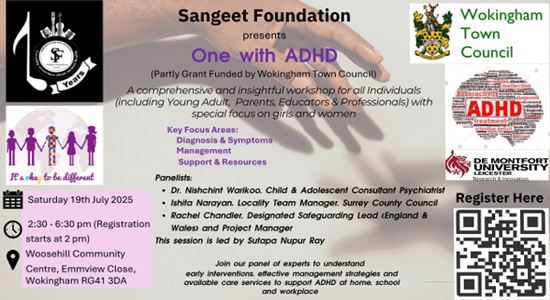 Sangeet Foundation
presents
One with ADHD
(Partly Grant Funded by Wokingham Town Council)
A comprehensive and insightful workshop for all Individuals
(including Young Adult, Parents, Educators & Professionals) with
special focus on girls and women
Key Focus Areas:
Diagnosis & Symptoms
Management
Support & Resources
Panelists:
• Dr. Nishchint Warikoo, Child & Adolescent Consultant Psychiatrist
• Ishita Narayan, Locality Team Manager, Surrey County Council
• Rachel Chandler, Designated Safeguarding Lead (England &
Wales) and Project Manager
This session is led by Sutapa Nupur Ray
Join our panel of experts to understand
early interventions, effective management strategies and
available care services to support ADHD at home, school
and workplace
Years
It's okay to be different
Saturday 19th July 2025
2:30 - 6:30 pm (Registration
starts at 2 pm)
Woosehill Community
Centre, Emmview Close,
Wokingham RG41 3DA
Wokingham
Town
Council
hyperactivity
ADHD
treatment
DE MONTFORT
UNIVERSITY
LEICESTER
Research & Innovation
Register Here